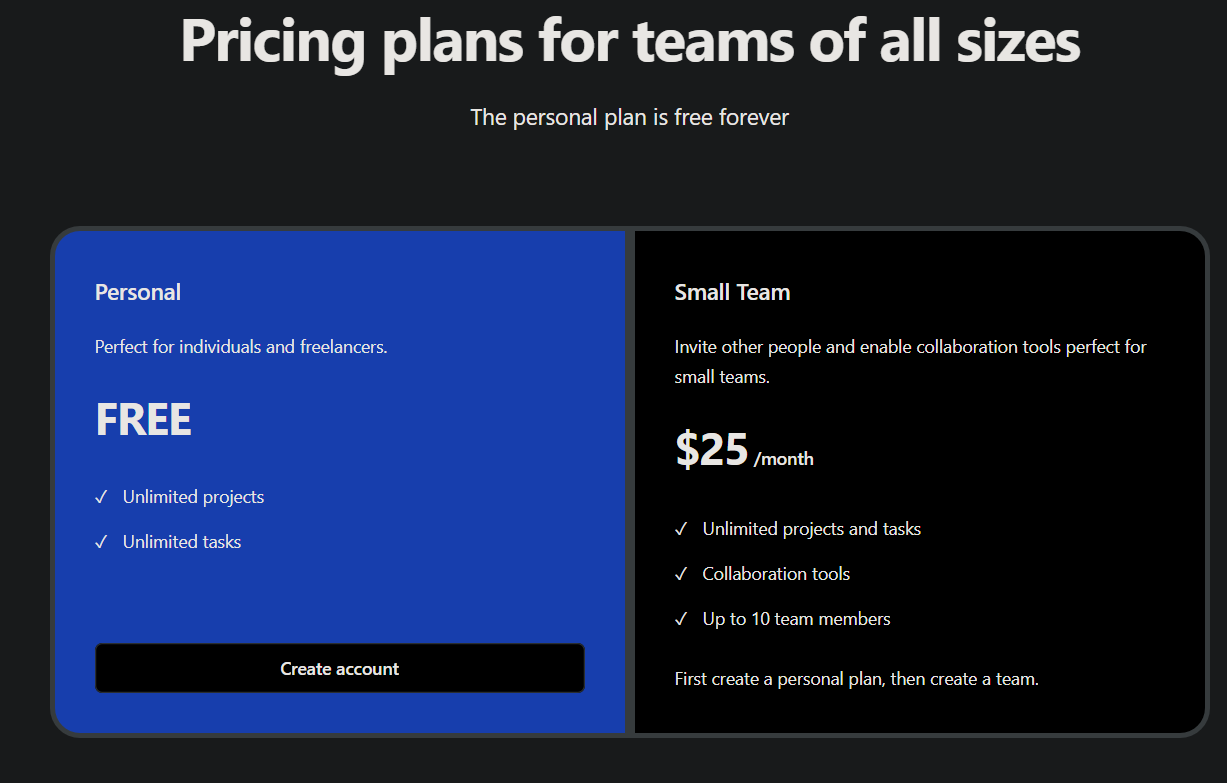 Pricing plans for teams of all sizes
The personal plan is free forever
Personal
Perfect for individuals and freelancers.
FREE
✓ Unlimited projects
✓ Unlimited tasks
Create account
Small Team
Invite other people and enable collaboration tools perfect for
small teams.
$25 /month
✓ Unlimited projects and tasks
✓ Collaboration tools
✓ Up to 10 team members
First create a personal plan, then create a team.